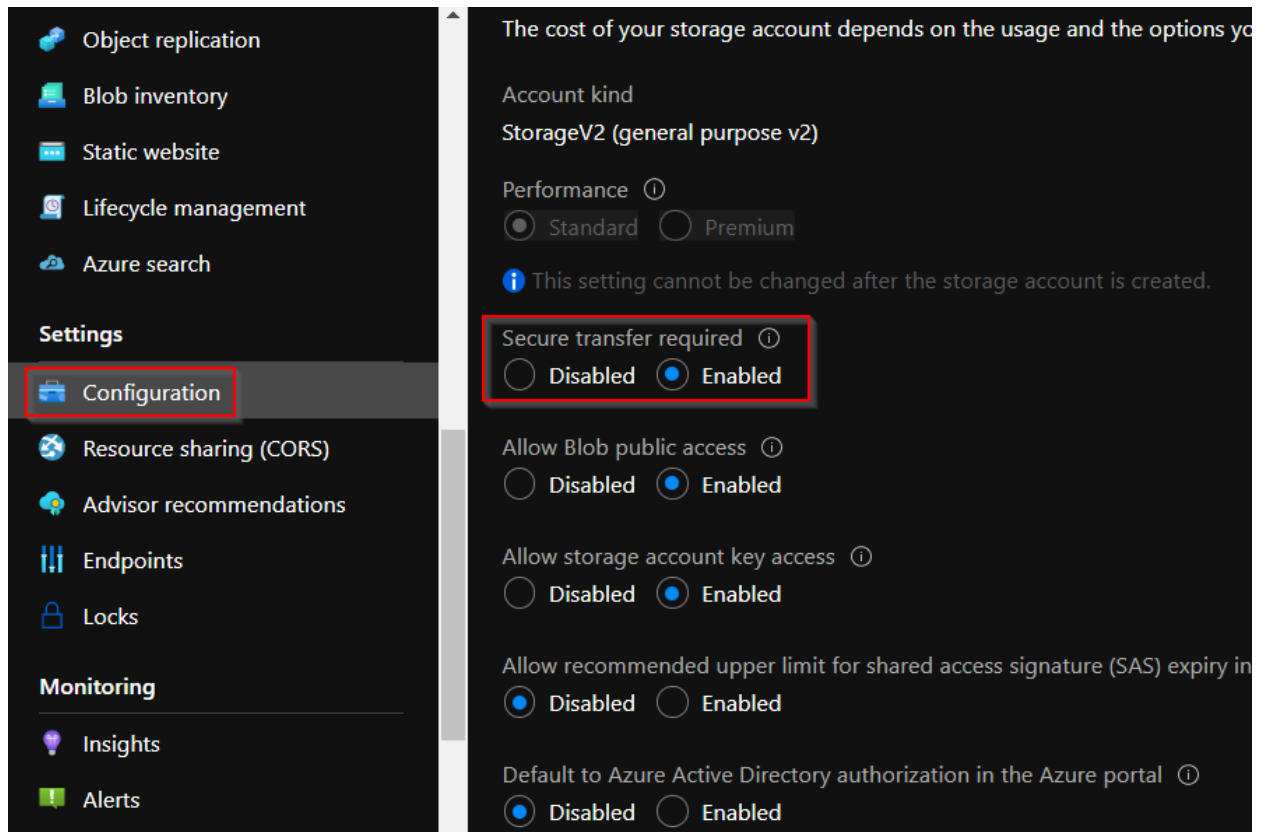 Object replication
Blob inventory
Static website
Lifecycle management
Azure search
Settings
Configuration
Resource sharing (CORS)
Advisor recommendations
Endpoints
Locks
Monitoring
Insights
Alerts
The cost of your storage account depends on the usage and the options yo
Account kind
StorageV2 (general purpose v2)
Performance
Standard Premium
This setting cannot be changed after the storage account is created.
Secure transfer required
Disabled Enabled
Allow Blob public access
Disabled Enabled
Allow storage account key access
Disabled Enabled
Allow recommended upper limit for shared access signature (SAS) expiry in
Disabled Enabled
Default to Azure Active Directory authorization in the Azure portal
Disabled Enabled